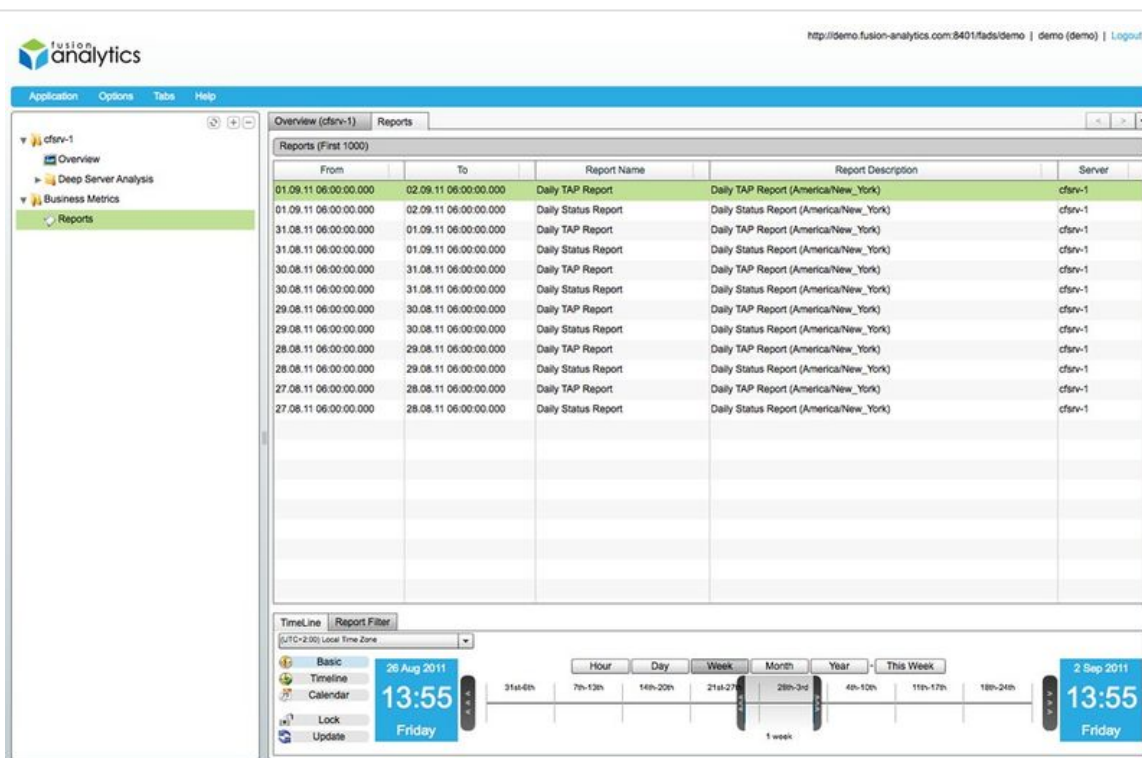 fusion
analytics
http://demo.fusion-analytics.com:8401/fads/demo | demo (demo) | Logout
Application Options Tabs Help
cfsrv-1
Overview
Deep Server Analysis
Business Metrics
Reports
Overview (cfsrv-1) Reports < >
Reports (First 1000)
From To Report Name Report Description Server
01.09.11 06:00:00.000 02.09.11 06:00:00.000 Daily TAP Report Daily TAP Report (America/New_York) cfsrv-1
01.09.11 06:00:00.000 02.09.11 06:00:00.000 Daily Status Report Daily Status Report (America/New_York) cfsrv-1
31.08.11 06:00:00.000 01.09.11 06:00:00.000 Daily TAP Report Daily TAP Report (America/New_York) cfsrv-1
31.08.11 06:00:00.000 01.09.11 06:00:00.000 Daily Status Report Daily Status Report (America/New_York) cfsrv-1
30.08.11 06:00:00.000 31.08.11 06:00:00.000 Daily TAP Report Daily TAP Report (America/New_York) cfsrv-1
30.08.11 06:00:00.000 31.08.11 06:00:00.000 Daily Status Report Daily Status Report (America/New_York) cfsrv-1
29.08.11 06:00:00.000 30.08.11 06:00:00.000 Daily TAP Report Daily TAP Report (America/New_York) cfsrv-1
29.08.11 06:00:00.000 30.08.11 06:00:00.000 Daily Status Report Daily Status Report (America/New_York) cfsrv-1
28.08.11 06:00:00.000 29.08.11 06:00:00.000 Daily TAP Report Daily TAP Report (America/New_York) cfsrv-1
28.08.11 06:00:00.000 29.08.11 06:00:00.000 Daily Status Report Daily Status Report (America/New_York) cfsrv-1
27.08.11 06:00:00.000 28.08.11 06:00:00.000 Daily TAP Report Daily TAP Report (America/New_York) cfsrv-1
27.08.11 06:00:00.000 28.08.11 06:00:00.000 Daily Status Report Daily Status Report (America/New_York) cfsrv-1
TimeLine Report Filter
(UTC+2:00) Local Time Zone
Basic
Timeline
Calendar
Lock
Update
26 Aug 2011
13:55
Friday
Hour Day Week Month Year - This Week
31st-6th 7th-13th 14th-20th 21st-27th 28th-3rd 4th-10th 11th-17th 18th-24th
1 week
2 Sep 2011
13:55
Friday